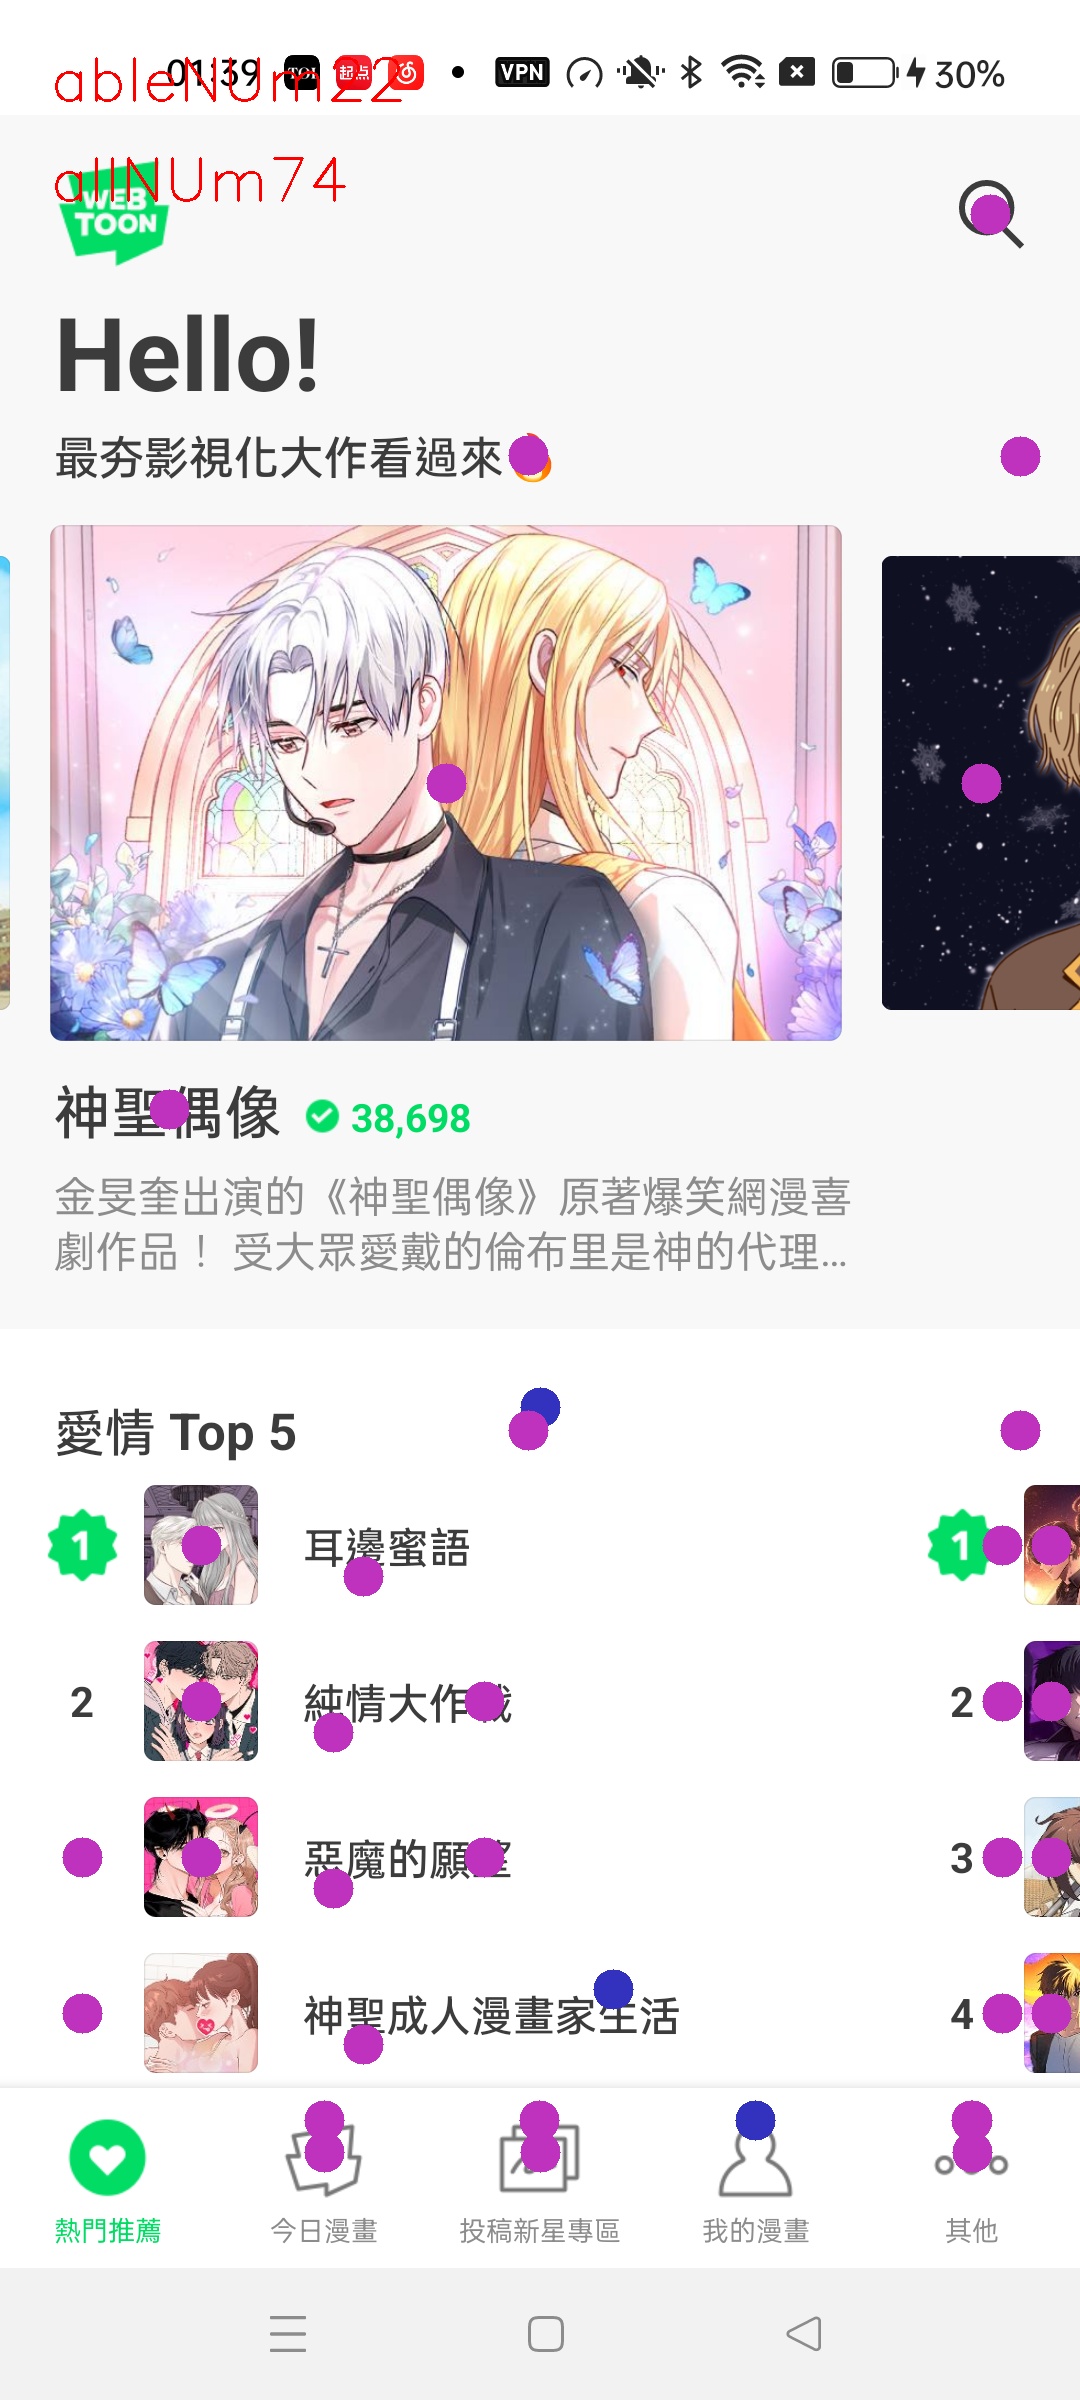 01:39 VPN 30%
ableNUm22
allNUm74
WEB
TOON
Hello!
最夯影視化大作看過來
神聖偶像 38,698
金旻奎出演的《神聖偶像》原著爆笑網漫喜
劇作品！ 受大眾愛戴的倫布里是神的代理...
愛情 Top 5
1 耳邊蜜語 1
2 純情大作戰 2
惡魔的願望 3
神聖成人漫畫家生活 4
熱門推薦 今日漫畫 投稿新星專區 我的漫畫 其他